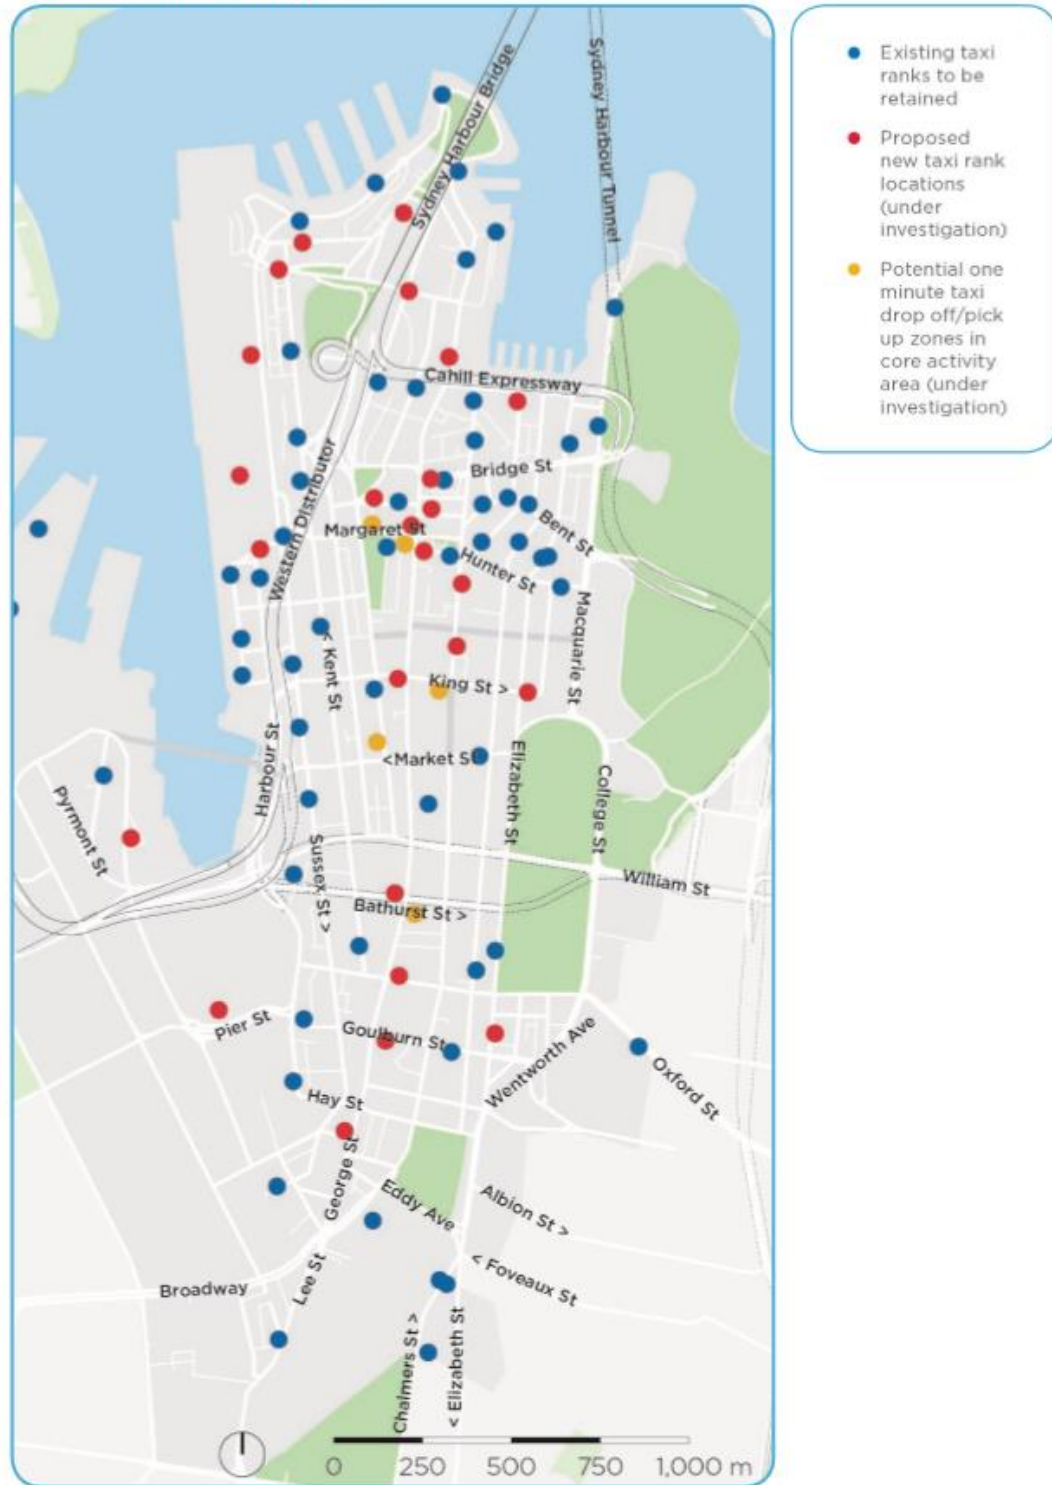 Sydney Harbour Bridge
Sydney Harbour Tunnel
Cahill Expressway
Bridge St
Western Distributor
Margaret St
Bent St
Hunter St
Macquarie St
< Kent St
King St >
Harbour St
<Market St
Elizabeth St
College St
Pyrmont St
Sussex St >
William St
Bathurst St >
Pier St
Goulburn St
Wentworth Ave
Oxford St
Hay St
George St
Eddy Ave
Albion St >
Broadway
Lee St
< Foveaux St
Chalmers St >
< Elizabeth St
0 250 500 750 1,000 m
Existing taxi
ranks to be
retained
Proposed
new taxi rank
locations
(under
investigation)
Potential one
minute taxi
drop off/pick
up zones in
core activity
area (under
investigation)